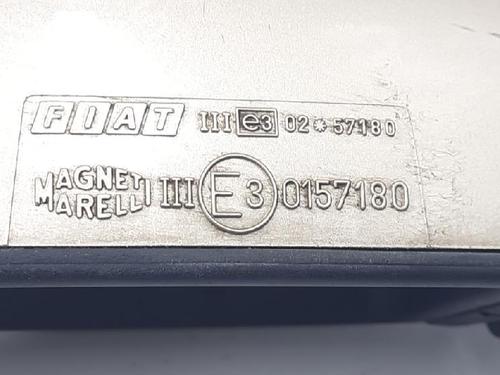 FIAT III e3 02*57180
MAGNETI MARELLI III E3 0157180